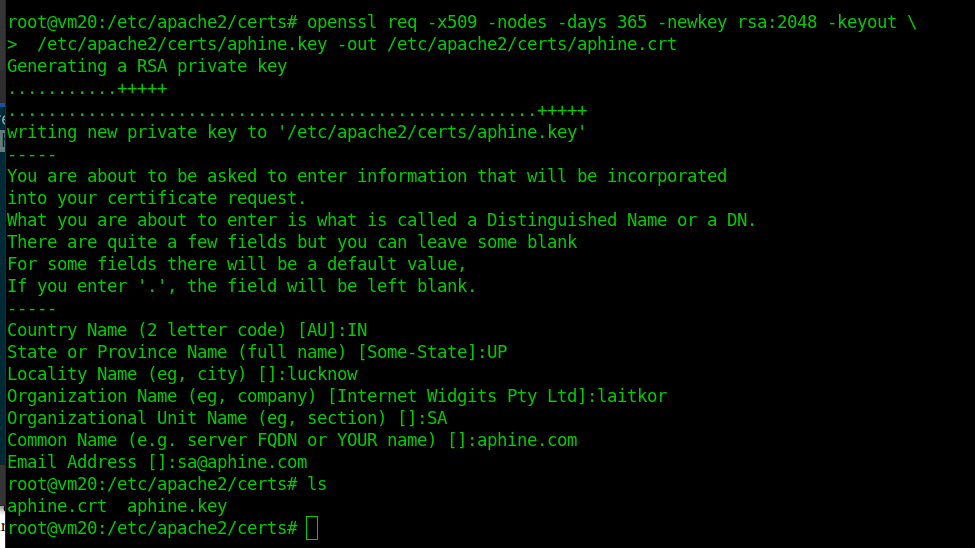 root@vm20:/etc/apache2/certs# openssl req -x509 -nodes -days 365 -newkey rsa:2048 -keyout \
>  /etc/apache2/certs/aphine.key -out /etc/apache2/certs/aphine.crt
Generating a RSA private key
...........+++++
.....................................................+++++
writing new private key to '/etc/apache2/certs/aphine.key'
-----
You are about to be asked to enter information that will be incorporated
into your certificate request.
What you are about to enter is what is called a Distinguished Name or a DN.
There are quite a few fields but you can leave some blank
For some fields there will be a default value,
If you enter '.', the field will be left blank.
-----
Country Name (2 letter code) [AU]:IN
State or Province Name (full name) [Some-State]:UP
Locality Name (eg, city) []:lucknow
Organization Name (eg, company) [Internet Widgits Pty Ltd]:laitkor
Organizational Unit Name (eg, section) []:SA
Common Name (e.g. server FQDN or YOUR name) []:aphine.com
Email Address []:sa@aphine.com
root@vm20:/etc/apache2/certs# ls
aphine.crt  aphine.key
root@vm20:/etc/apache2/certs#